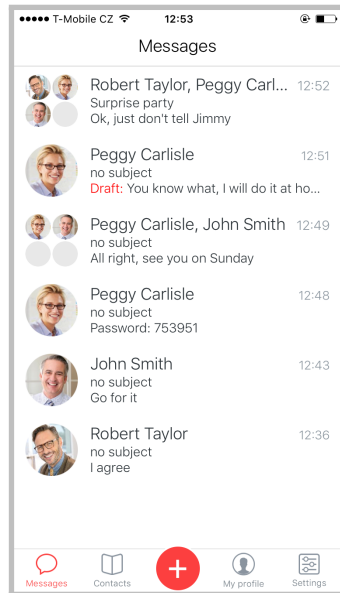 T-Mobile CZ 12:53
Messages
Robert Taylor, Peggy Carl... 12:52
Surprise party
Ok, just don't tell Jimmy
Peggy Carlisle 12:51
no subject
Draft: You know what, I will do it at ho...
Peggy Carlisle, John Smith 12:49
no subject
All right, see you on Sunday
Peggy Carlisle 12:48
no subject
Password: 753951
John Smith 12:43
no subject
Go for it
Robert Taylor 12:36
no subject
I agree
Messages Contacts My profile Settings